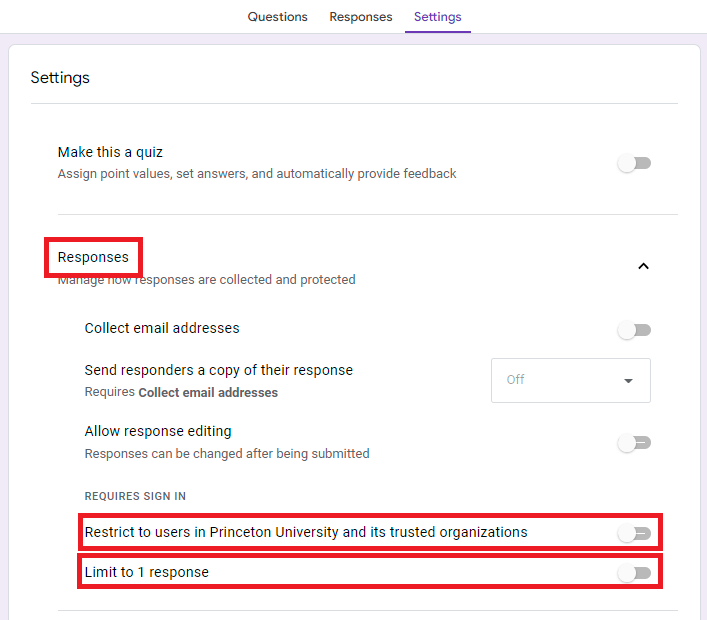 Questions Responses Settings
Settings
Make this a quiz
Assign point values, set answers, and automatically provide feedback
Responses
Manage how responses are collected and protected
Collect email addresses
Send responders a copy of their response
Requires Collect email addresses
Off
Allow response editing
Responses can be changed after being submitted
REQUIRES SIGN IN
Restrict to users in Princeton University and its trusted organizations
Limit to 1 response